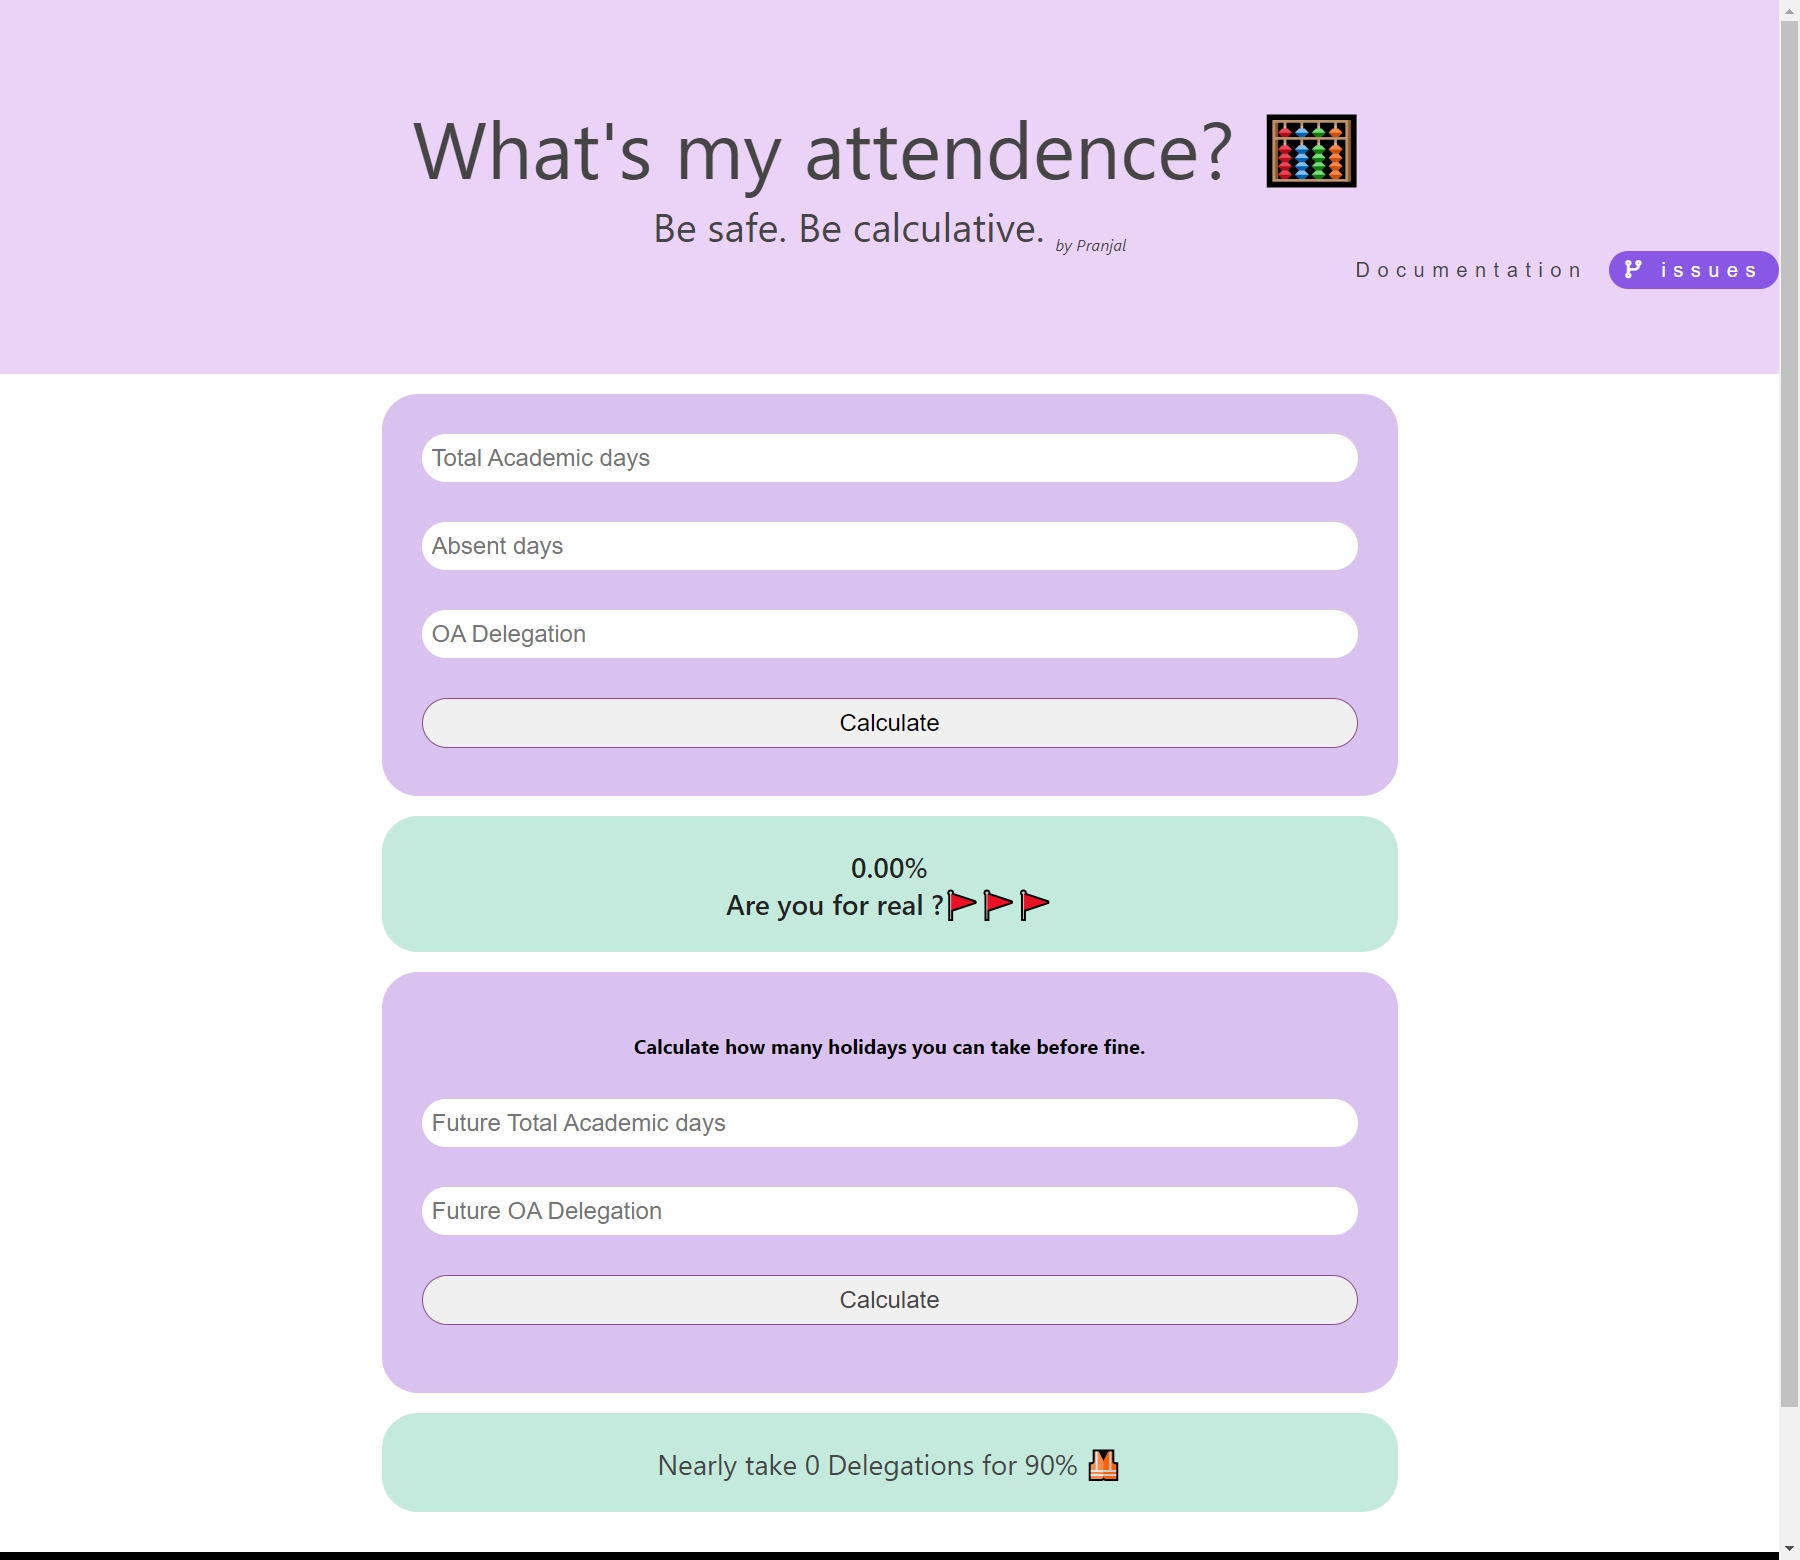 What's my attendence? 🧮
Be safe. Be calculative. by Pranjal
Documentation issues
Total Academic days
Absent days
OA Delegation
Calculate
0.00%
Are you for real ?🚩🚩🚩
Calculate how many holidays you can take before fine.
Future Total Academic days
Future OA Delegation
Calculate
Nearly take 0 Delegations for 90% 🦺